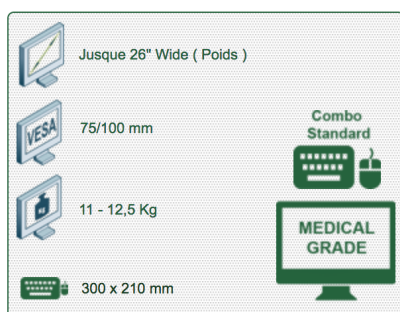 Jusque 26" Wide ( Poids )
VESA
75/100 mm
Combo
Standard
KG
11 - 12,5 Kg
MEDICAL
GRADE
300 x 210 mm